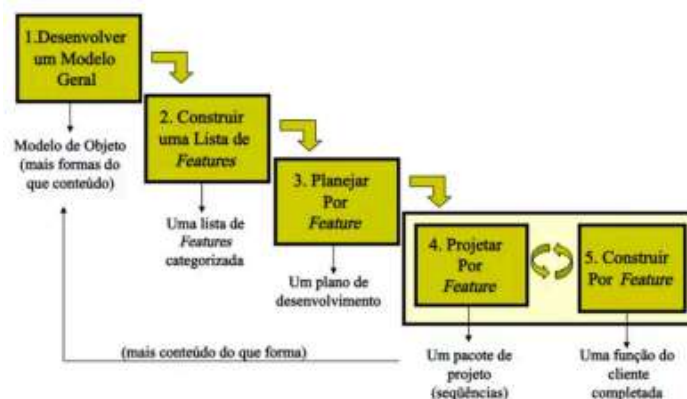 1.Desenvolver
um Modelo
Geral
Modelo de Objeto
(mais formas do
que conteúdo)
2. Construir
uma Lista de
Features
Uma lista de
Features
categorizada
3. Planejar
Por
Feature
Um plano de
desenvolvimento
4. Projetar
Por
Feature
5. Construir
Por Feature
(mais conteúdo do que forma)
Um pacote de
projeto
(seqüências)
Uma função do
cliente
completada